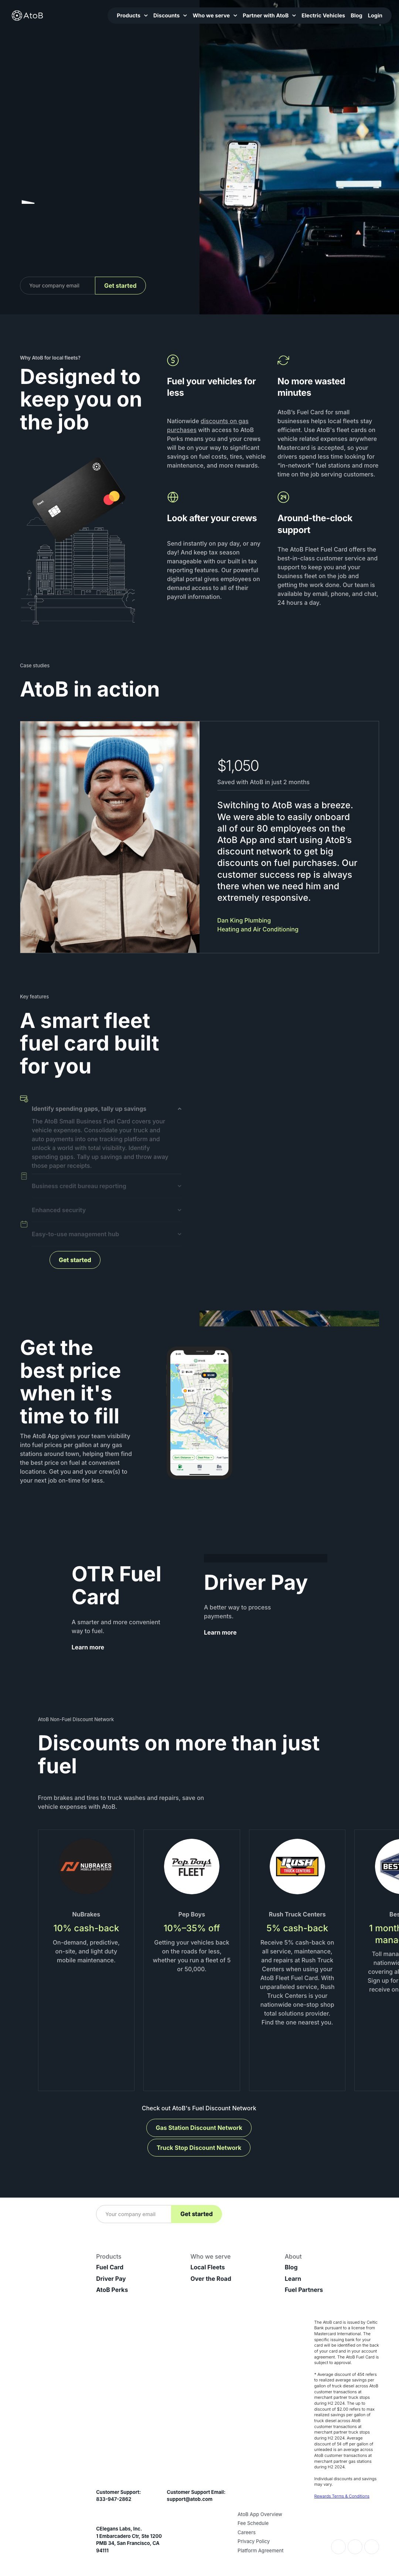 AtoB
Products
Discounts
Who we serve
Partner with AtoB
Electric Vehicles
Blog
Login
Your company email
Get started
Why AtoB for local fleets?
Designed to
keep you on
the job
Fuel your vehicles for
less
Nationwide discounts on gas
purchases with access to AtoB
Perks means you and your crews
will be on your way to significant
savings on fuel costs, tires, vehicle
maintenance, and more rewards.
No more wasted
minutes
AtoB's Fuel Card for small
businesses helps local fleets stay
efficient. Use AtoB's fleet cards on
vehicle related expenses anywhere
Mastercard is accepted, so your
drivers spend less time looking for
"in-network" fuel stations and more
time on the job serving customers.
Look after your crews
Send instantly on pay day, or any
day! And keep tax season
manageable with our built in tax
reporting features. Our powerful
digital portal gives employees on
demand access to all of their
payroll information.
24
Around-the-clock
support
The AtoB Fleet Fuel Card offers the
best-in-class customer service and
support to keep you and your
business fleet on the job and
getting the work done. Our team is
available by email, phone, and chat,
24 hours a day.
Case studies
AtoB in action
$1,050
Saved with AtoB in just 2 months
Switching to AtoB was a breeze.
We were able to easily onboard
all of our 80 employees on the
AtoB App and start using AtoB's
discount network to get big
discounts on fuel purchases. Our
customer success rep is always
there when we need him and
extremely responsive.
Dan King Plumbing
Heating and Air Conditioning
Key features
A smart fleet
fuel card built
for you
Identify spending gaps, tally up savings
The AtoB Small Business Fuel Card covers your
vehicle expenses. Consolidate your truck and
auto payments into one tracking platform and
unlock a world with total visibility. Identify
spending gaps. Tally up savings and throw away
those paper receipts.
Business credit bureau reporting
Enhanced security
Easy-to-use management hub
Get started
Get the
best price
when it's
time to fill
The AtoB App gives your team visibility
into fuel prices per gallon at any gas
stations around town, helping them find
the best price on fuel at convenient
locations. Get you and your crew(s) to
your next job on-time for less.
OTR Fuel
Card
A smarter and more convenient
way to fuel.
Learn more
Driver Pay
A better way to process
payments.
Learn more
AtoB Non-Fuel Discount Network
Discounts on more than just
fuel
From brakes and tires to truck washes and repairs, save on
vehicle expenses with AtoB.
NUBRAKES
MOBILE AUTO REPAIR
NuBrakes
10% cash-back
On-demand, predictive,
on-site, and light duty
mobile maintenance.
Pep Boys
FLEET
Pep Boys
10%–35% off
Getting your vehicles back
on the roads for less,
whether you run a fleet of 5
or 50,000.
RUSH
TRUCK CENTERS
Rush Truck Centers
5% cash-back
Receive 5% cash-back on
all service, maintenance,
and repairs at Rush Truck
Centers when using your
AtoB Fleet Fuel Card. With
unparalleled service, Rush
Truck Centers is your
nationwide one-stop shop
total solutions provider.
Find the one nearest you.
BEST
Bes
1 month
mana
Toll mana
nationwi
covering al
Sign up for
receive on
Check out AtoB's Fuel Discount Network
Gas Station Discount Network
Truck Stop Discount Network
Your company email
Get started
Products
Fuel Card
Driver Pay
AtoB Perks
Who we serve
Local Fleets
Over the Road
About
Blog
Learn
Fuel Partners
The AtoB card is issued by Celtic
Bank pursuant to a license from
Mastercard International. The
specific issuing bank for your
card will be identified on the back
of your card and in your account
agreement. The AtoB Fuel Card is
subject to approval.
* Average discount of 45¢ refers
to realized average savings per
gallon of truck diesel across AtoB
customer transactions at
merchant partner truck stops
during H2 2024. The up to
discount of $2.00 refers to max
realized savings per gallon of
truck diesel across AtoB
customer transactions at
merchant partner truck stops
during H2 2024. Average
discount of 9¢ off per gallon of
unleaded is an average across
AtoB customer transactions at
merchant partner gas stations
during H2 2024.
Individual discounts and savings
may vary.
Rewards Terms & Conditions
Customer Support:
833-947-2862
Customer Support Email:
support@atob.com
CElegans Labs, Inc.
1 Embarcadero Ctr, Ste 1200
PMB 34, San Francisco, CA
94111
AtoB App Overview
Fee Schedule
Careers
Privacy Policy
Platform Agreement